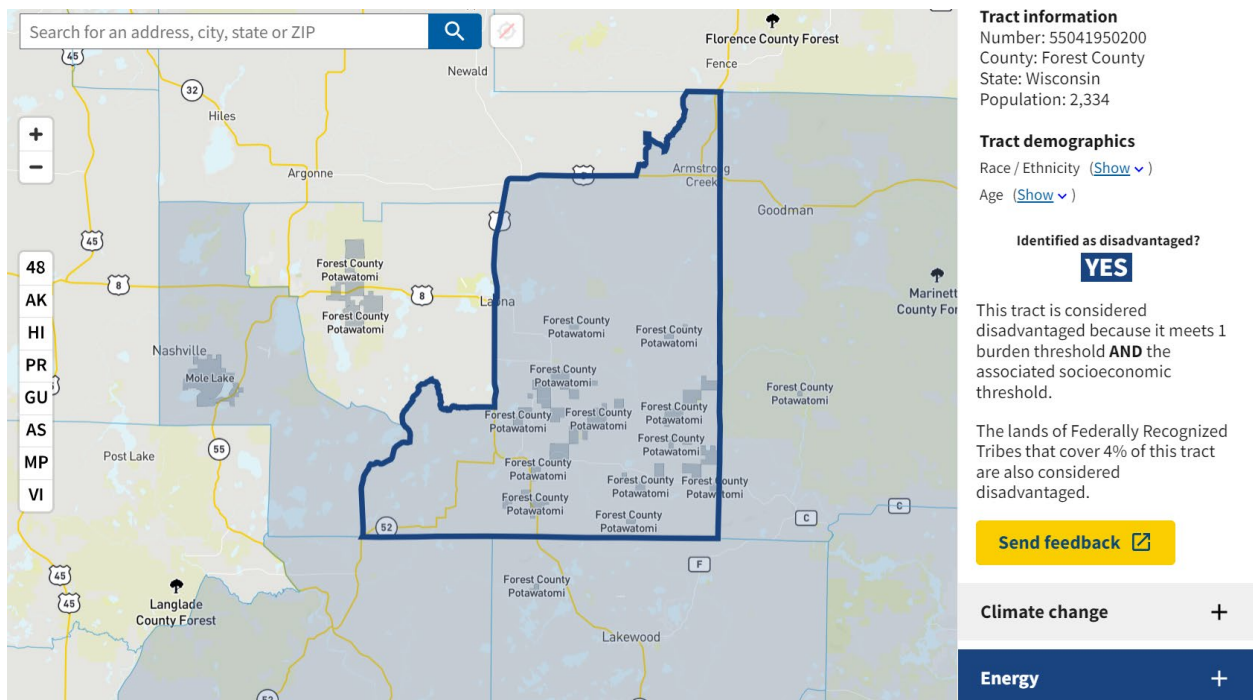 Search for an address, city, state or ZIP
Florence County Forest
Fence
45
Newald
32
Hiles
Argonne
Armstrong
Creek
Goodman
45
48
AK
HI
PR
GU
AS
MP
VI
8
Forest County
Potawatomi
8
Forest County
Potawatomi
Laona
Marinett
County For
Forest County
Potawatomi
Forest County
Potawatomi
Nashville
Mole Lake
Forest County
Potawatomi
Forest County
Potawatomi
Forest County
Potawatomi
Forest County
Potawatomi
Forest County
Potawatomi
Forest County
Potawatomi
Post Lake
55
Forest County
Potawatomi
Forest County
Potawatomi
Forest County
Potawatomi
Forest County
Potawatomi
Forest County
Potawatomi
52
C
C
F
45
45
Langlade
County Forest
Forest County
Potawatomi
Lakewood
52
Tract information
Number: 55041950200
County: Forest County
State: Wisconsin
Population: 2,334
Tract demographics
Race / Ethnicity (Show)
Age (Show)
Identified as disadvantaged?
YES
This tract is considered
disadvantaged because it meets 1
burden threshold AND the
associated socioeconomic
threshold.
The lands of Federally Recognized
Tribes that cover 4% of this tract
are also considered
disadvantaged.
Send feedback
Climate change +
Energy +